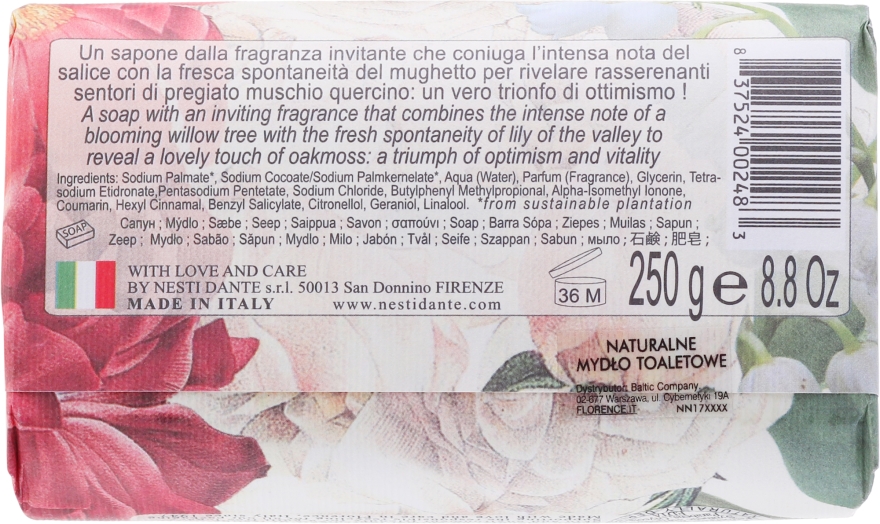 Un sapone dalla fragranza invitante che coniuga l'intensa nota del
salice con la fresca spontaneità del mughetto per rivelare rasserenanti
sentori di pregiato muschio quercino: un vero trionfo di ottimismo !
A soap with an inviting fragrance that combines the intense note of a
blooming willow tree with the fresh spontaneity of lily of the valley to
reveal a lovely touch of oakmoss: a triumph of optimism and vitality
Ingredients: Sodium Palmate*, Sodium Cocoate/Sodium Palmkernelate*, Aqua (Water), Parfum (Fragrance), Glycerin, Tetra-
sodium Etidronate,Pentasodium Pentetate, Sodium Chloride, Butylphenyl Methylpropional, Alpha-Isomethyl Ionone,
Coumarin, Hexyl Cinnamal, Benzyl Salicylate, Citronellol, Geraniol, Linalool. *from sustainable plantation
SOAP
Сапун ; Mýdlo ; Sæbe ; Seep ; Saippua ; Savon ; σαπούνι ; Soap ; Barra Sópa ; Ziepes ; Muilas ; Sapun ;
Zeep ; Mydło ; Sabão ; Săpun ; Mydlo ; Milo ; Jabón ; Tvål ; Seife ; Szappan ; Sabun ; мыло ; 石鹸 ; 肥皂 ;
8 37524 00248 3
WITH LOVE AND CARE
BY NESTI DANTE s.r.l. 50013 San Donnino FIRENZE
MADE IN ITALY www.nestidante.com
36 M
250 g e 8.8 Oz
NATURALNE
MYDŁO TOALETOWE
Dystrybutor: Baltic Company
02-677 Warszawa, ul. Cybernetyki 19A
FLORENCE.IT NN17XXXX